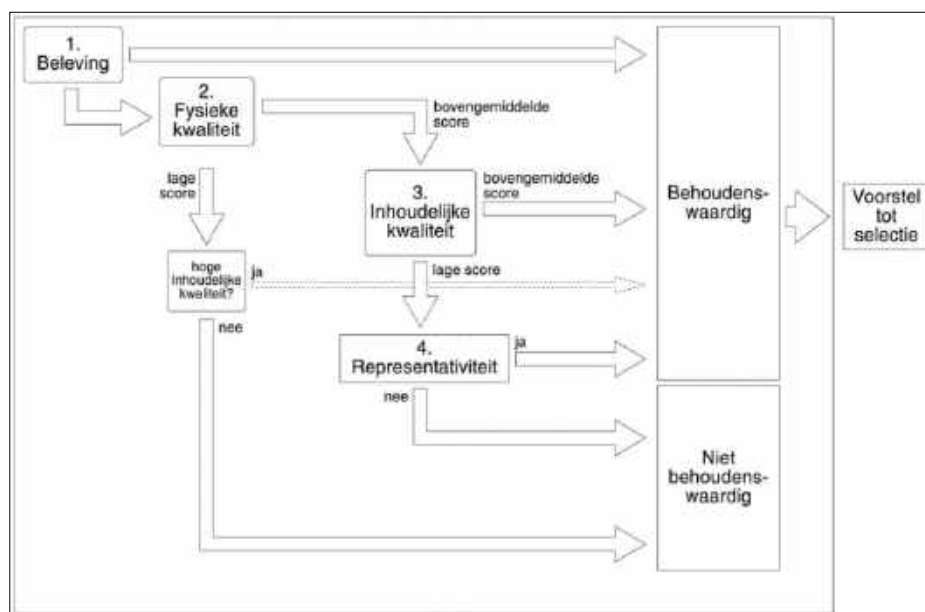 1.
Beleving
2.
Fysieke
kwaliteit
bovengemiddelde
score
lage
score
3.
Inhoudelijke
kwaliteit
bovengemiddelde
score
Behoudens-
waardig
Voorstel
tot
selectie
hoge
inhoudelijke
kwaliteit?
ja
lage score
nee
4.
Representativiteit
ja
nee
Niet
behoudens-
waardig